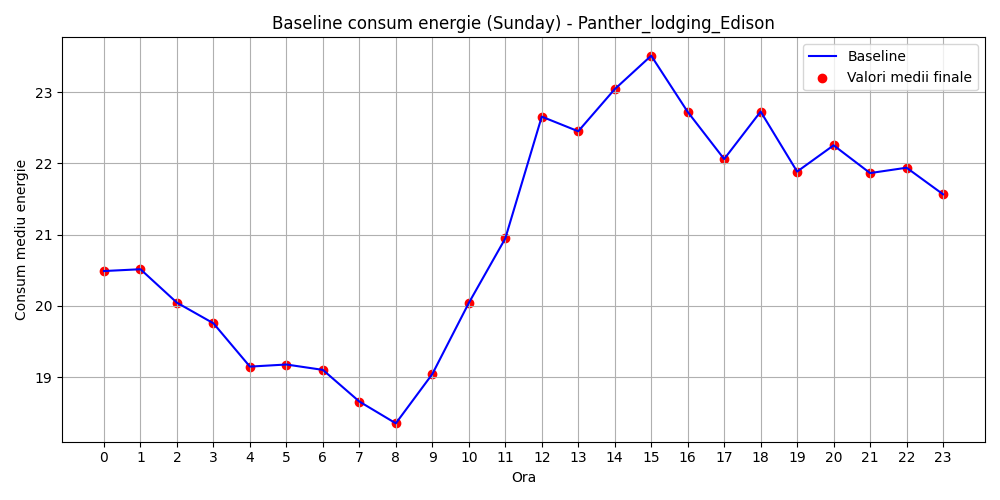 Baseline consum energie (Sunday) - Panther_lodging_Edison
Baseline
Valori medii finale
Consum mediu energie
23
22
21
20
19
0 1 2 3 4 5 6 7 8 9 10 11 12 13 14 15 16 17 18 19 20 21 22 23
Ora